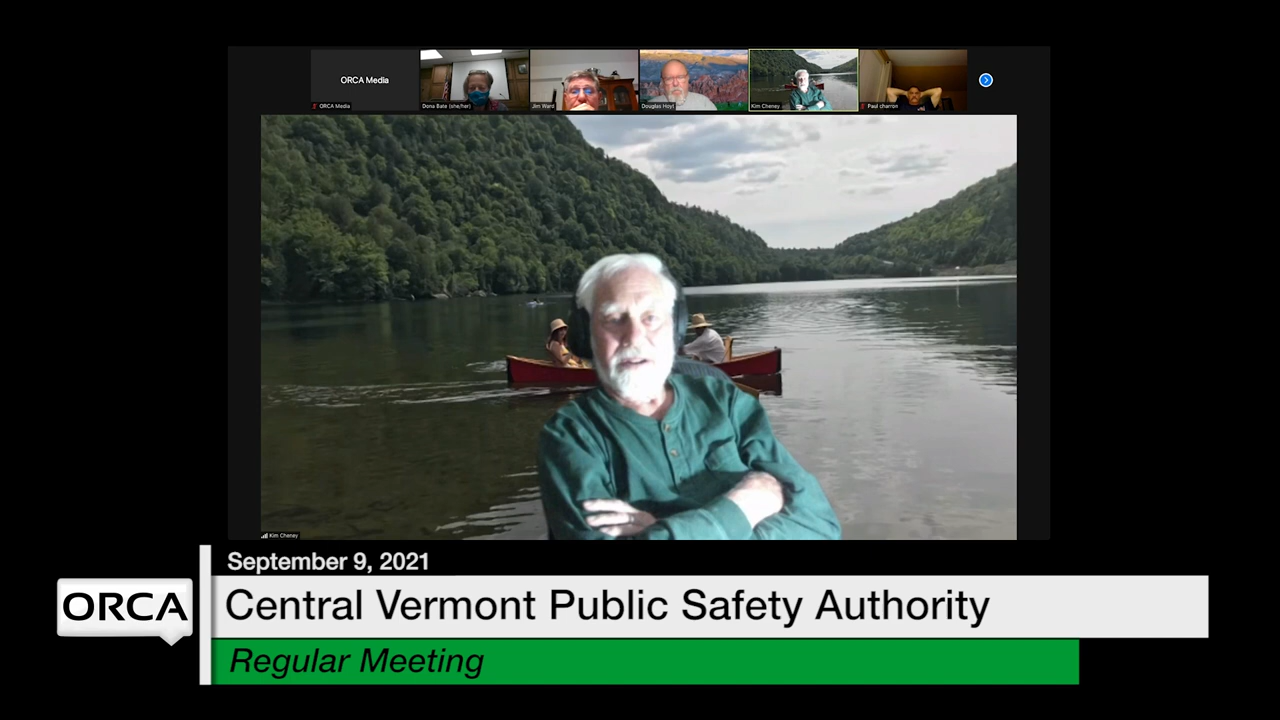 ORCA Media
ORCA Media
Dona Bate (she/her)
Jim Ward
Douglas Hoyt
Kim Cheney
Paul charron
Kim Cheney
September 9, 2021
ORCA
Central Vermont Public Safety Authority
Regular Meeting